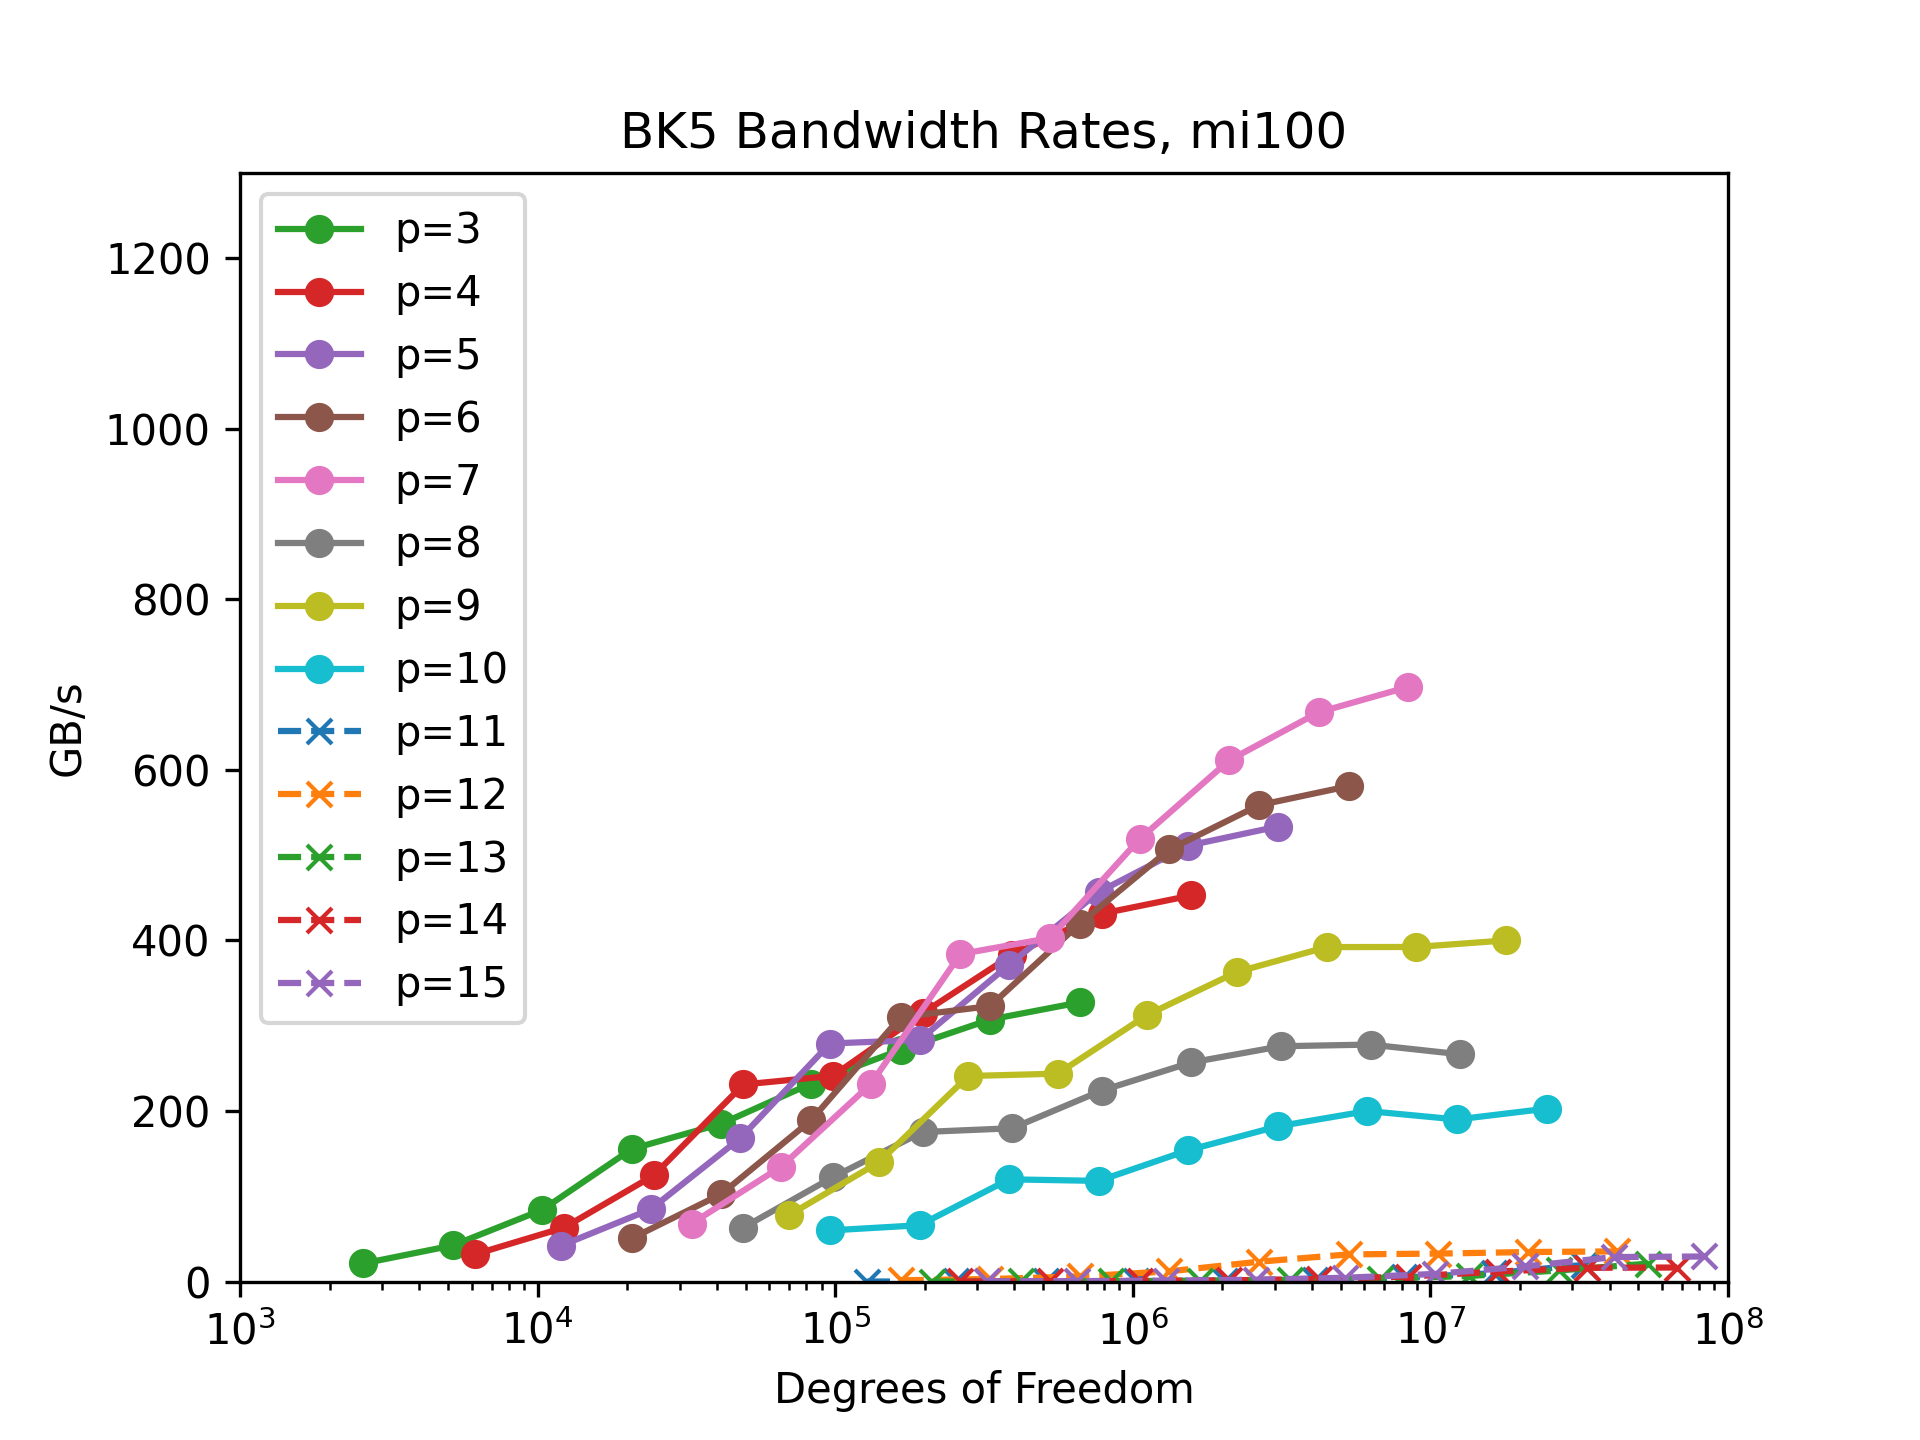 BK5 Bandwidth Rates, mi100
p=3
p=4
p=5
p=6
p=7
p=8
p=9
p=10
p=11
p=12
p=13
p=14
p=15
1200
1000
800
600
400
200
0
GB/s
10³ 10⁴ 10⁵ 10⁶ 10⁷ 10⁸
Degrees of Freedom